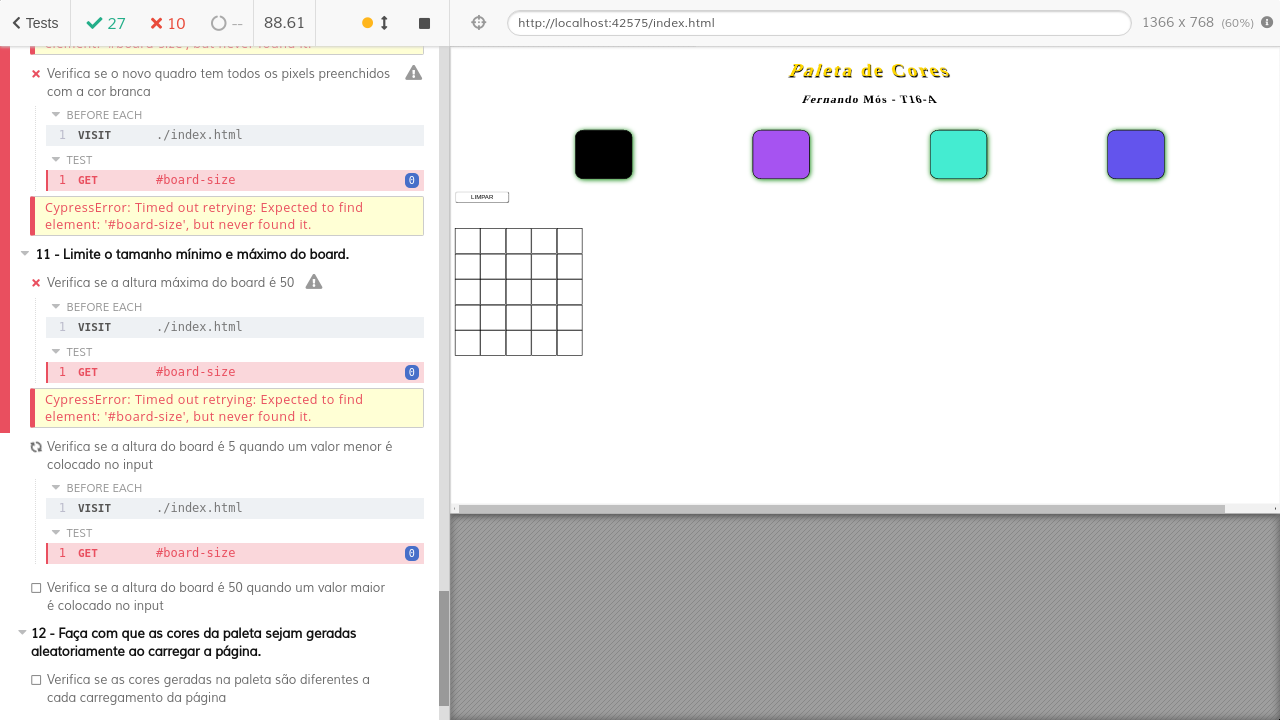 Tests
27
10
--
88.61
http://localhost:42575/index.html
1366 x 768 (60%)
element: '#board-size', but never found it.
Verifica se o novo quadro tem todos os pixels preenchidos
com a cor branca
BEFORE EACH
1 VISIT ./index.html
TEST
1 GET #board-size 0
CypressError: Timed out retrying: Expected to find
element: '#board-size', but never found it.
11 - Limite o tamanho mínimo e máximo do board.
Verifica se a altura máxima do board é 50
BEFORE EACH
1 VISIT ./index.html
TEST
1 GET #board-size 0
CypressError: Timed out retrying: Expected to find
element: '#board-size', but never found it.
Verifica se a altura do board é 5 quando um valor menor é
colocado no input
BEFORE EACH
1 VISIT ./index.html
TEST
1 GET #board-size 0
Verifica se a altura do board é 50 quando um valor maior
é colocado no input
12 - Faça com que as cores da paleta sejam geradas
aleatoriamente ao carregar a página.
Verifica se as cores geradas na paleta são diferentes a
cada carregamento da página
Paleta de Cores
Fernando Mós - T16-A
LIMPAR